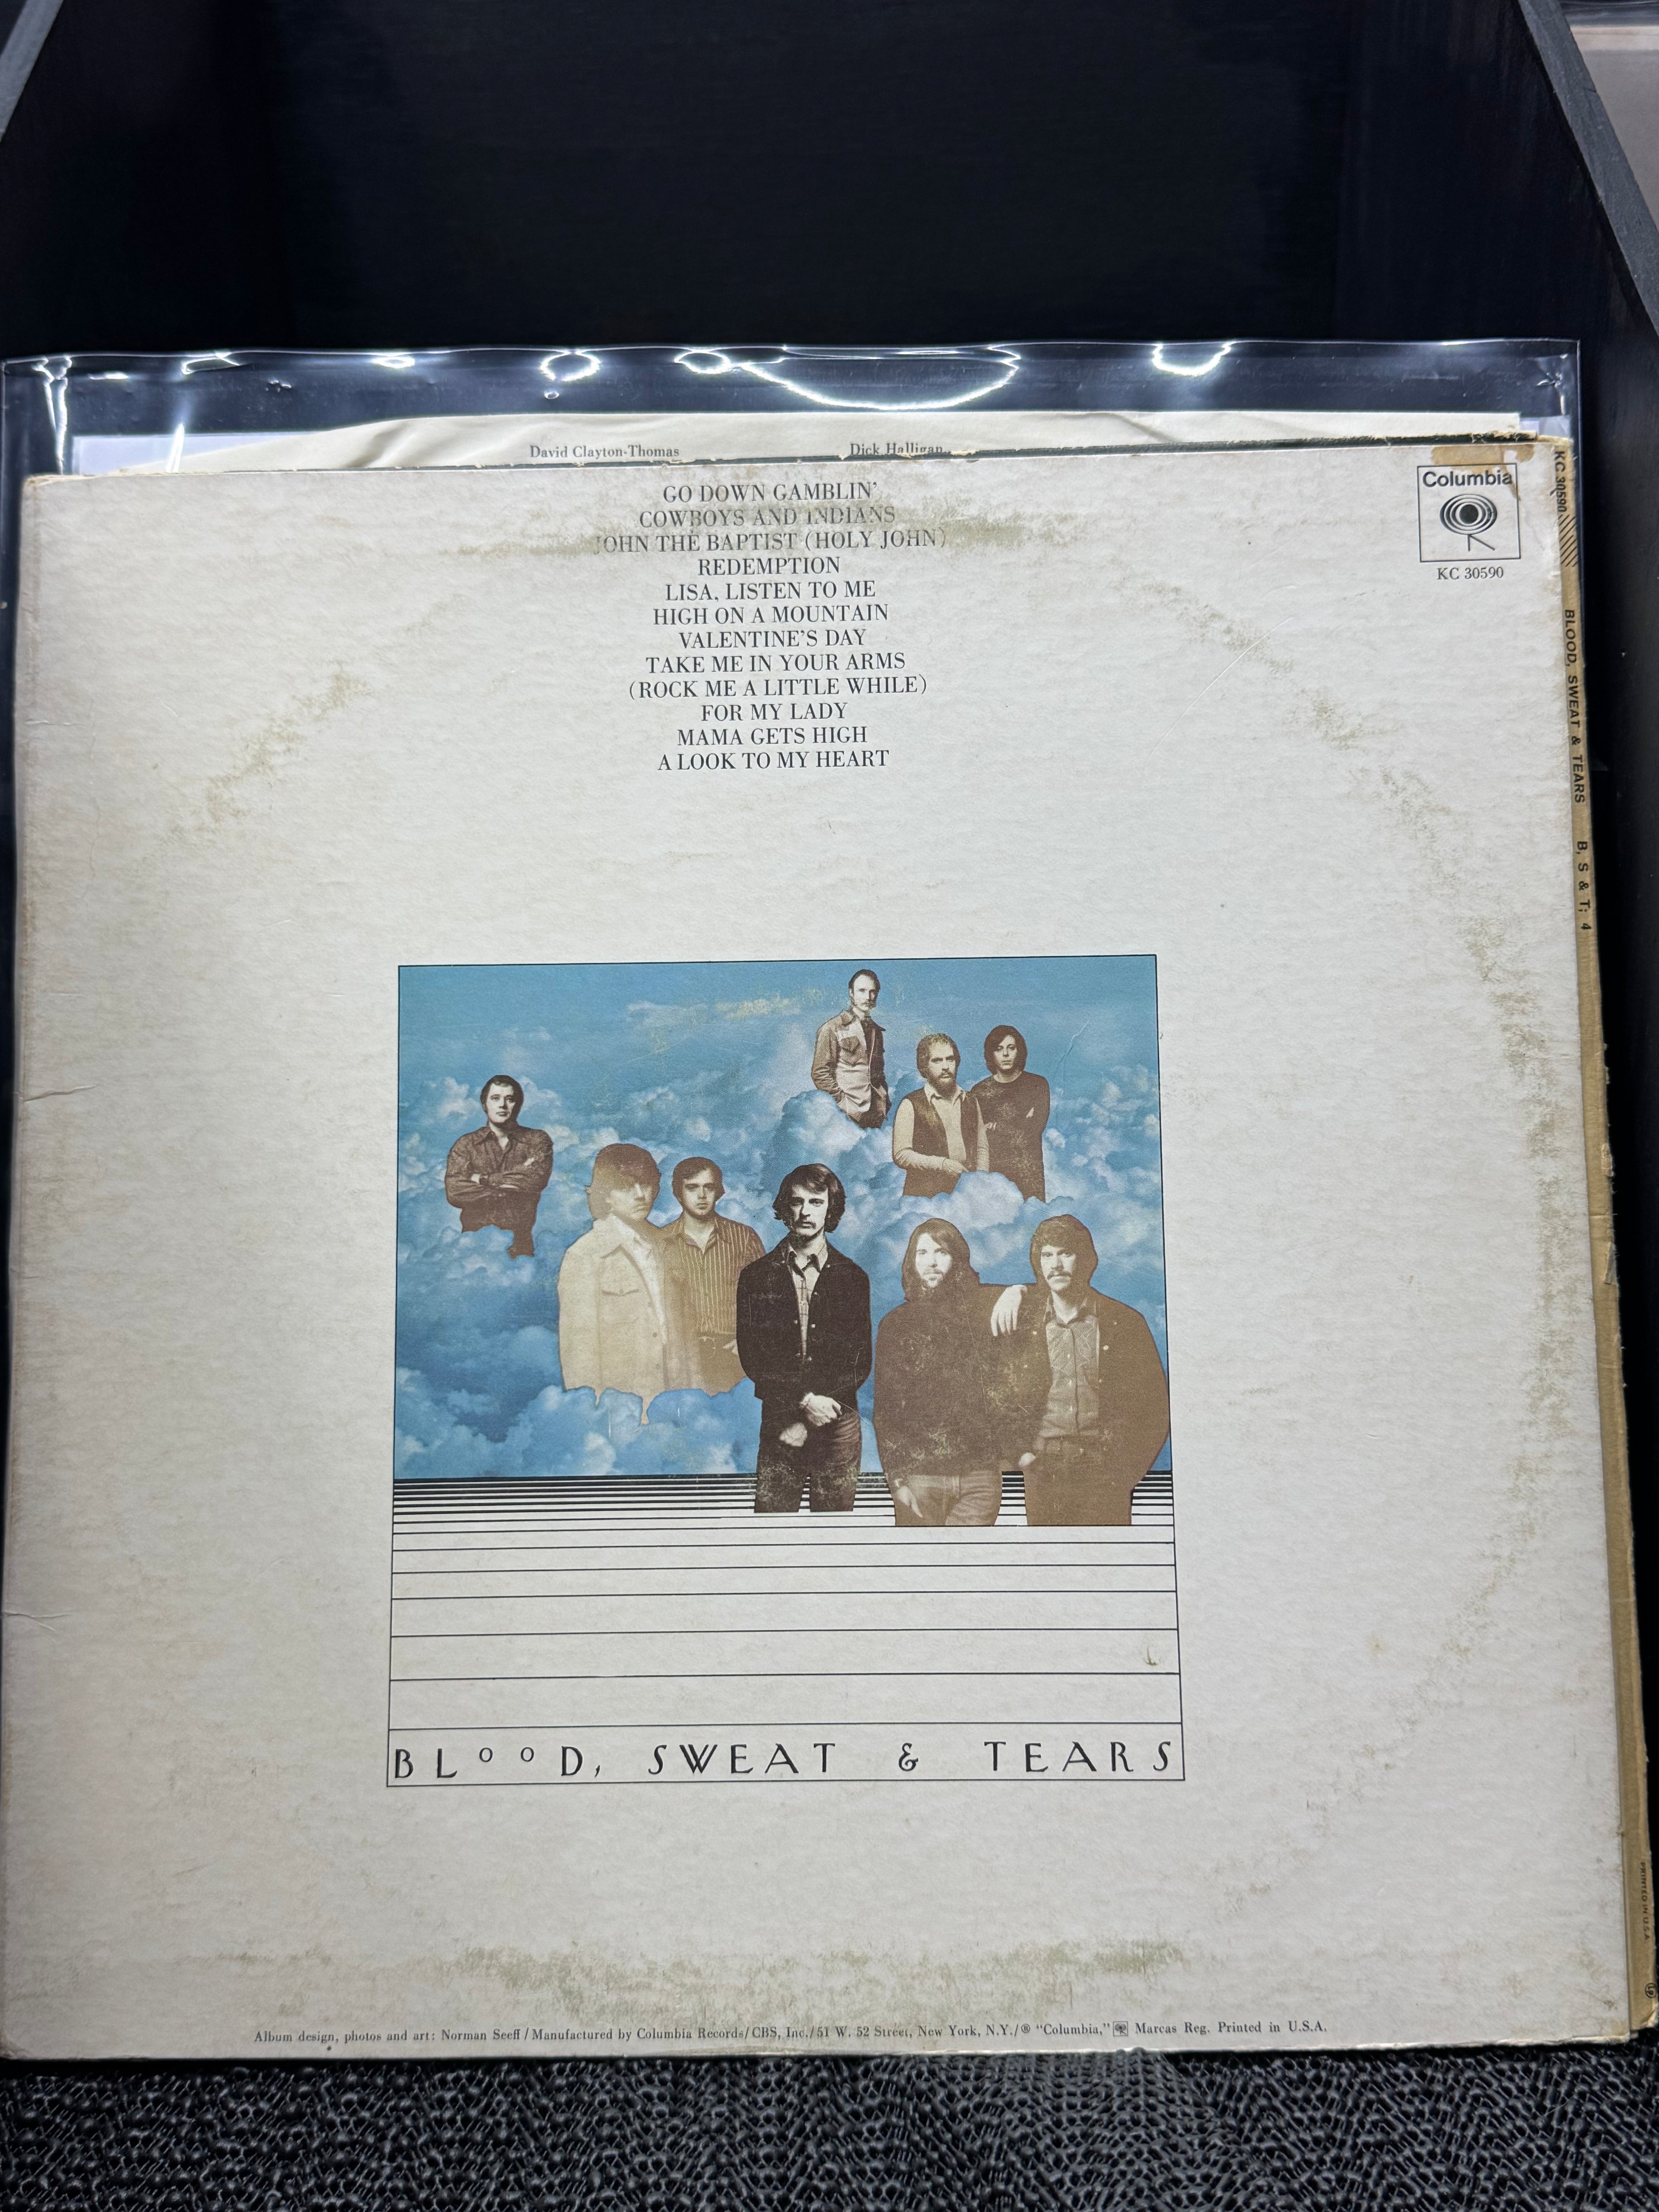 David Clayton-Thomas Dick Halligan
GO DOWN GAMBLIN'
COWBOYS AND INDIANS
JOHN THE BAPTIST (HOLY JOHN)
REDEMPTION
LISA, LISTEN TO ME
HIGH ON A MOUNTAIN
VALENTINE'S DAY
TAKE ME IN YOUR ARMS
(ROCK ME A LITTLE WHILE)
FOR MY LADY
MAMA GETS HIGH
A LOOK TO MY HEART
Columbia
KC 30590
KC 30590 BLOOD, SWEAT & TEARS B, S & T; 4 PRINTED IN U.S.A.
BLOOD, SWEAT & TEARS
Album design, photos and art: Norman Seeff / Manufactured by Columbia Records/CBS, Inc./51 W. 52 Street, New York, N.Y./® "Columbia," Marcas Reg. Printed in U.S.A.